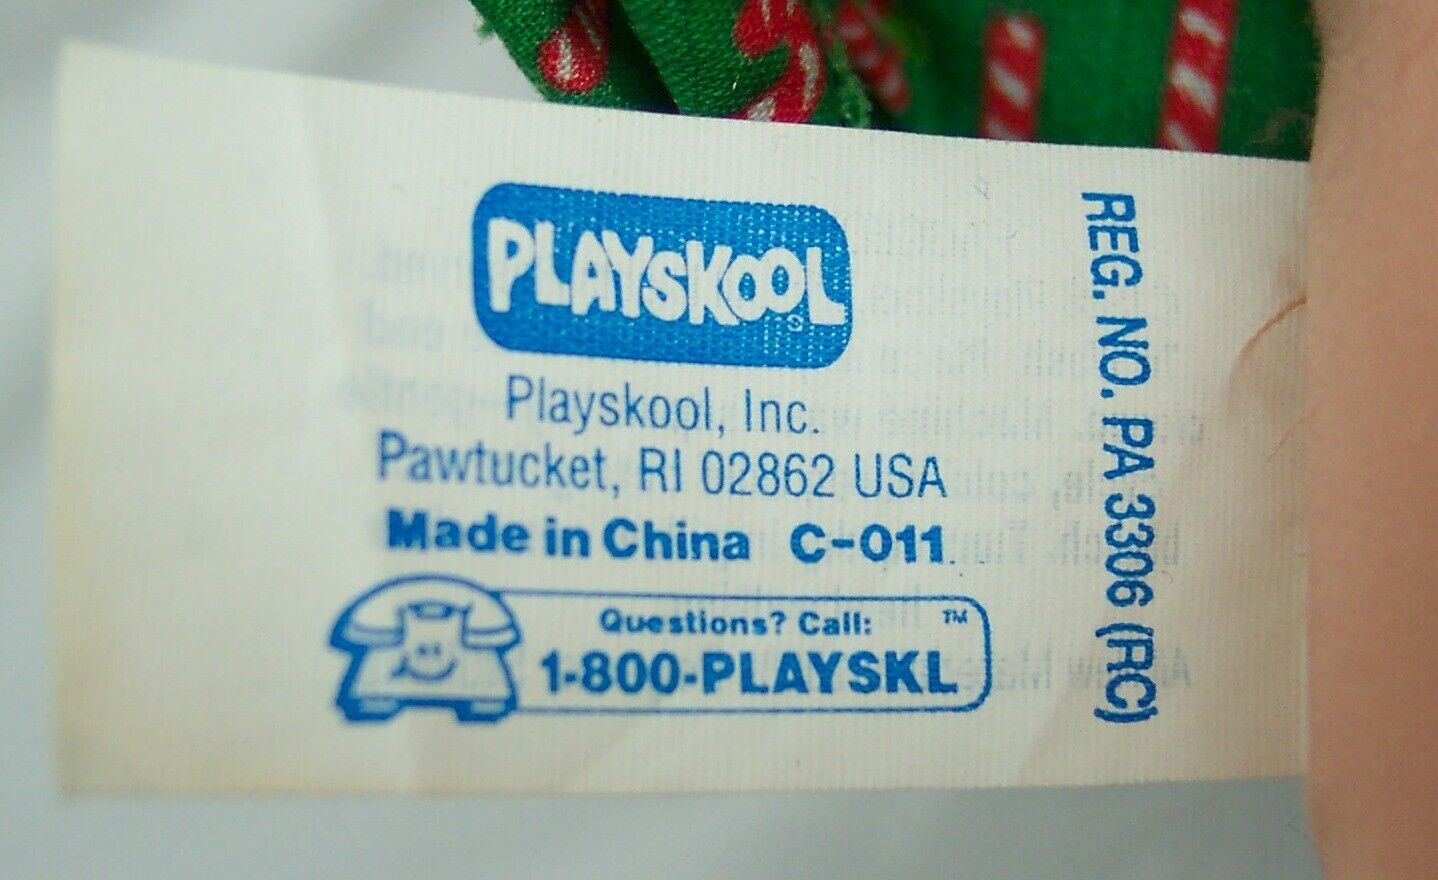 PLAYSKOOL®
Playskool, Inc.
Pawtucket, RI 02862 USA
Made in China C-011.
Questions? Call: ™
1-800-PLAYSKL
REG. NO. PA 3306 (RC)